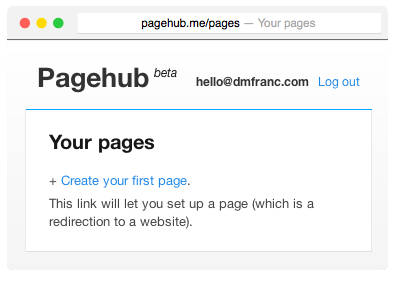 pagehub.me/pages — Your pages
Pagehub beta
hello@dmfranc.com Log out
Your pages
+ Create your first page.
This link will let you set up a page (which is a
redirection to a website).